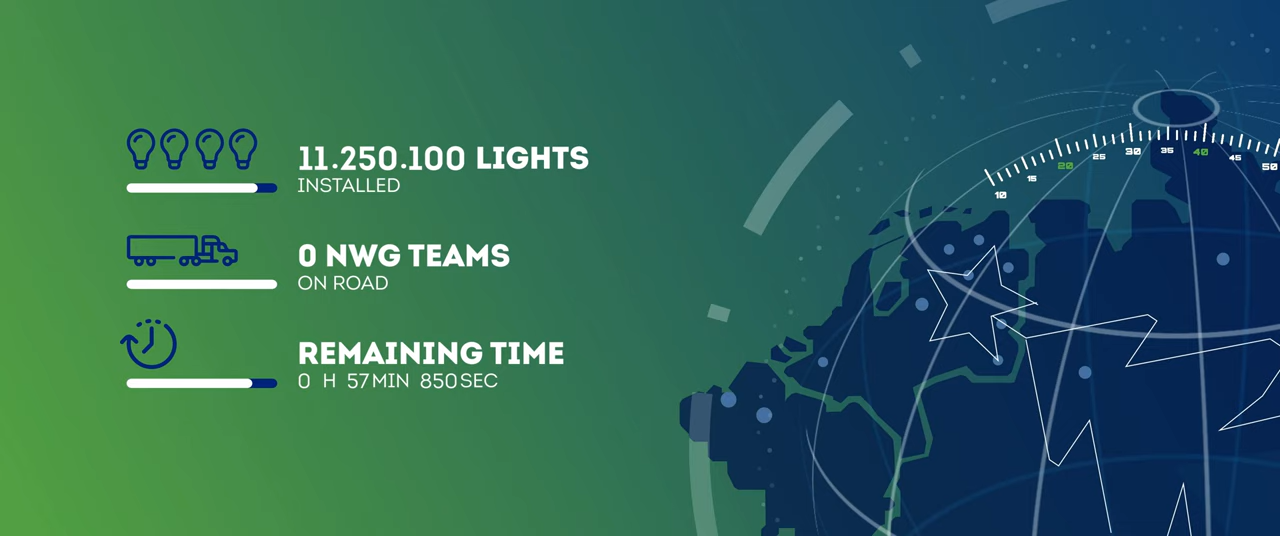 11.250.100 LIGHTS
INSTALLED
0 NWG TEAMS
ON ROAD
REMAINING TIME
0 H 57MIN 850SEC
10 15 20 25 30 35 40 45 50